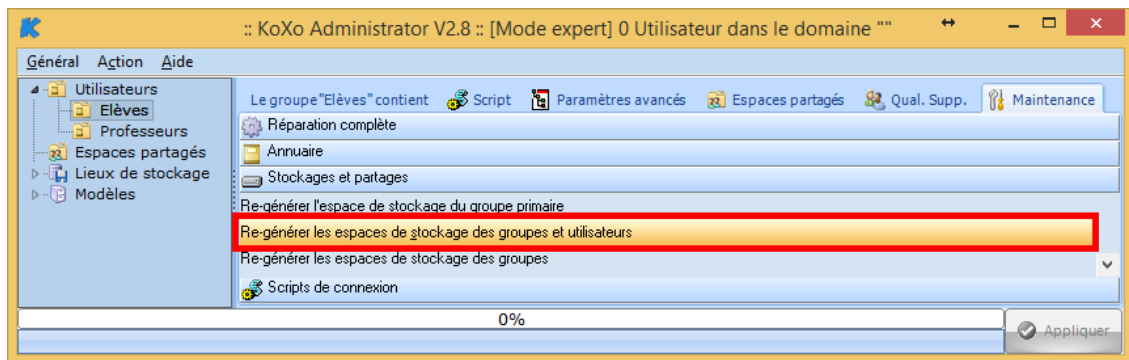 :: KoXo Administrator V2.8 :: [Mode expert] 0 Utilisateur dans le domaine ""
Général Action Aide
Utilisateurs
Elèves
Professeurs
Espaces partagés
Lieux de stockage
Modèles
Le groupe"Elèves" contient Script Paramètres avancés Espaces partagés Qual. Supp. Maintenance
Réparation complète
Annuaire
Stockages et partages
Re-générer l'espace de stockage du groupe primaire
Re-générer les espaces de stockage des groupes et utilisateurs
Re-générer les espaces de stockage des groupes
Scripts de connexion
0%
Appliquer